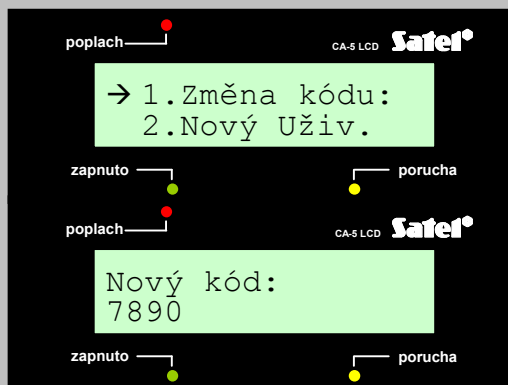 poplach
CA-5 LCD Satel
→ 1.Změna kódu:
2.Nový Uživ.
zapnuto porucha
poplach
CA-5 LCD Satel
Nový kód:
7890
zapnuto porucha